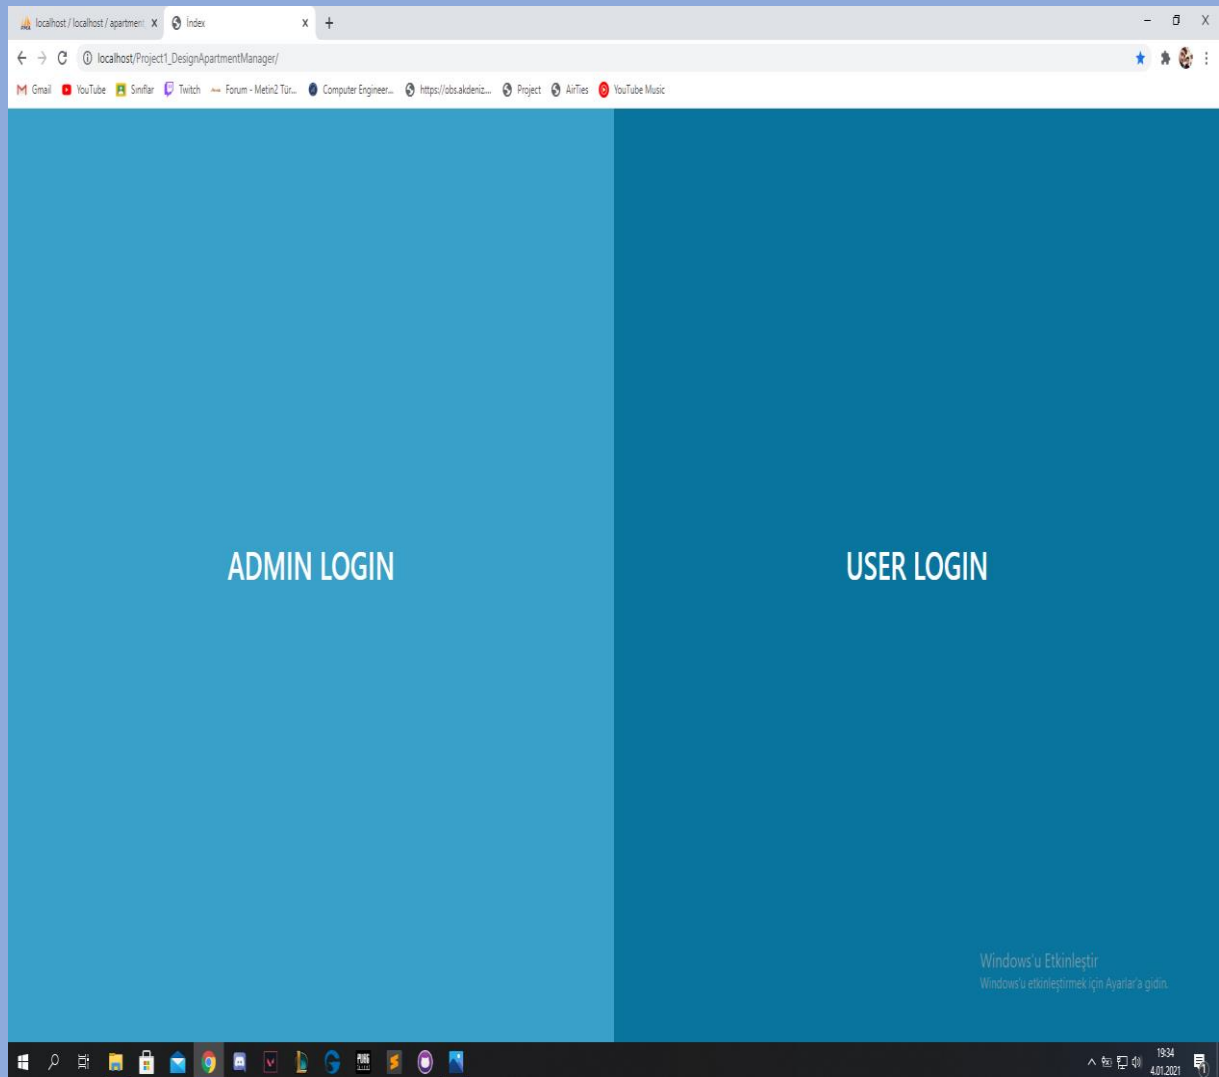 localhost / localhost / apartment
İndex
localhost/Project1_DesignApartmentManager/
Gmail
YouTube
Sınıflar
Twitch
Forum - Metin2 Tür...
Computer Engineer...
https://obs.akdeniz...
Project
AirTies
YouTube Music
ADMIN LOGIN
USER LOGIN
Windows'u Etkinleştir
Windows'u etkinleştirmek için Ayarlar'a gidin.
PUBG
19:34
4.01.2021